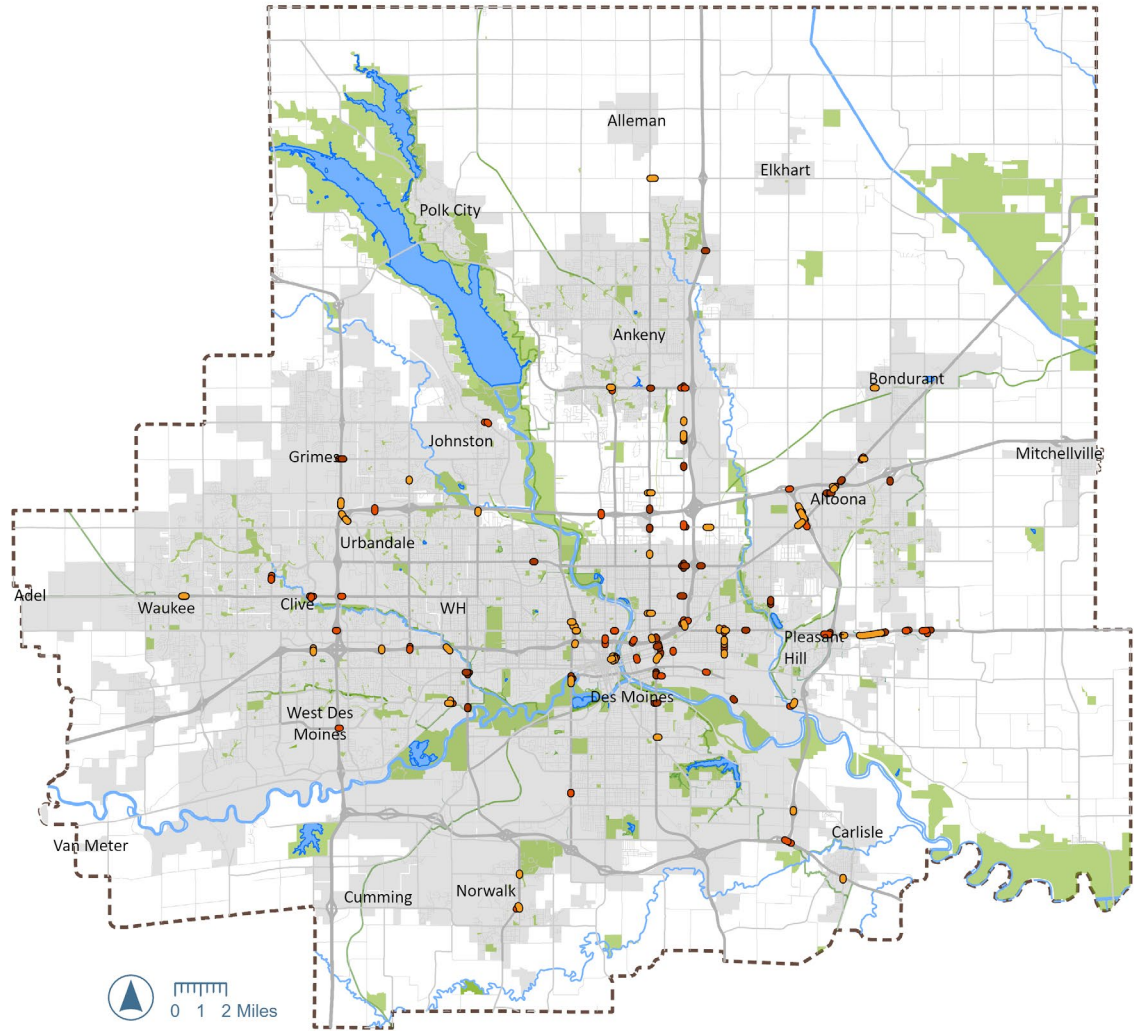 Alleman
Elkhart
Polk City
Ankeny
Bondurant
Johnston
Grimes
Mitchellville
Altoona
Urbandale
Adel
Waukee
Clive
WH
Pleasant
Hill
Des Moines
West Des
Moines
Van Meter
Carlisle
Cumming
Norwalk
0 1 2 Miles